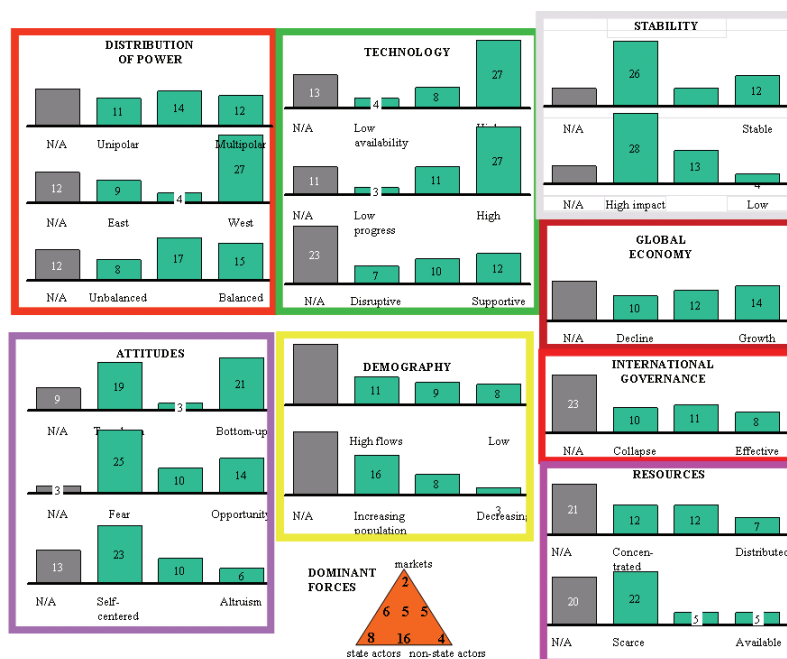 DISTRIBUTION
OF POWER
11
14
12
N/A
Unipolar
Multipolar
12
9
4
27
N/A
East
West
12
8
17
15
N/A
Unbalanced
Balanced
TECHNOLOGY
13
4
8
27
N/A
Low
availability
11
3
11
27
N/A
Low
progress
High
23
7
10
12
N/A
Disruptive
Supportive
STABILITY
26
12
N/A
Stable
28
13
4
N/A
High impact
Low
GLOBAL
ECONOMY
10
12
14
N/A
Decline
Growth
ATTITUDES
9
19
3
21
N/A
Bottom-up
3
25
10
14
N/A
Fear
Opportunity
13
23
10
6
N/A
Self-
centered
Altruism
DEMOGRAPHY
11
9
8
N/A
High flows
Low
16
8
3
N/A
Increasing
population
Decreasing
INTERNATIONAL
GOVERNANCE
23
10
11
8
N/A
Collapse
Effective
RESOURCES
21
12
12
7
N/A
Concen-
trated
Distributed
20
22
5
5
N/A
Scarce
Available
DOMINANT
FORCES
markets
2
6 5 5
8 16 4
state actors non-state actors